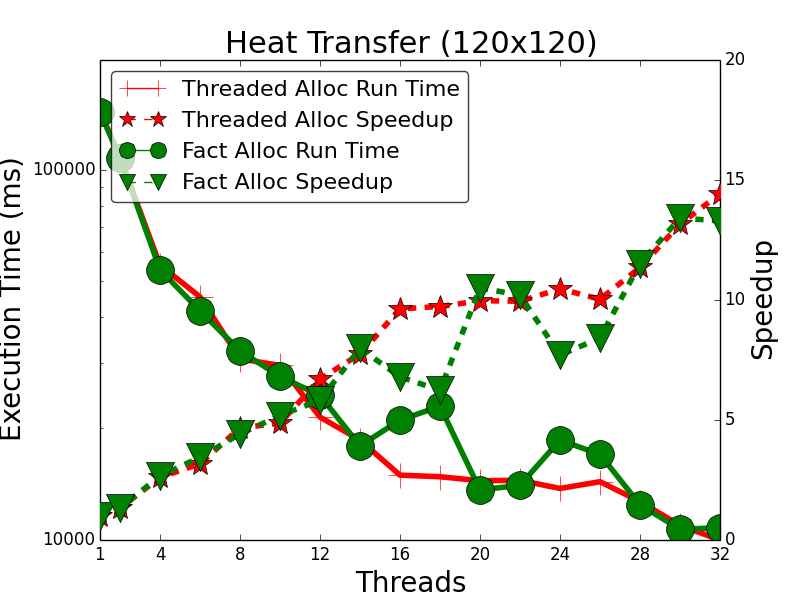 Heat Transfer (120x120)
Threaded Alloc Run Time
Threaded Alloc Speedup
Fact Alloc Run Time
Fact Alloc Speedup
Execution Time (ms)
100000
10000
20
15
10
5
0
Speedup
1 4 8 12 16 20 24 28 32
Threads